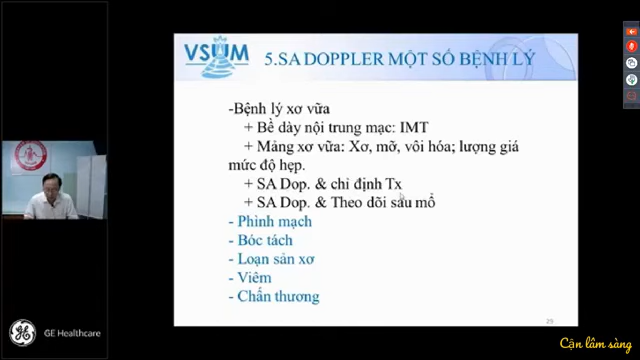 VSUM
5.SA DOPPLER MỘT SỐ BỆNH LÝ
-Bệnh lý xơ vữa
+ Bề dày nội trung mạc: IMT
+ Mảng xơ vữa: Xơ, mỡ, vôi hóa; lượng giá
mức độ hẹp.
+ SA Dop. & chỉ định Tx
+ SA Dop. & Theo dõi sau mổ
- Phình mạch
- Bóc tách
- Loạn sản xơ
- Viêm
- Chấn thương
29
GE Healthcare
Cận lâm sàng